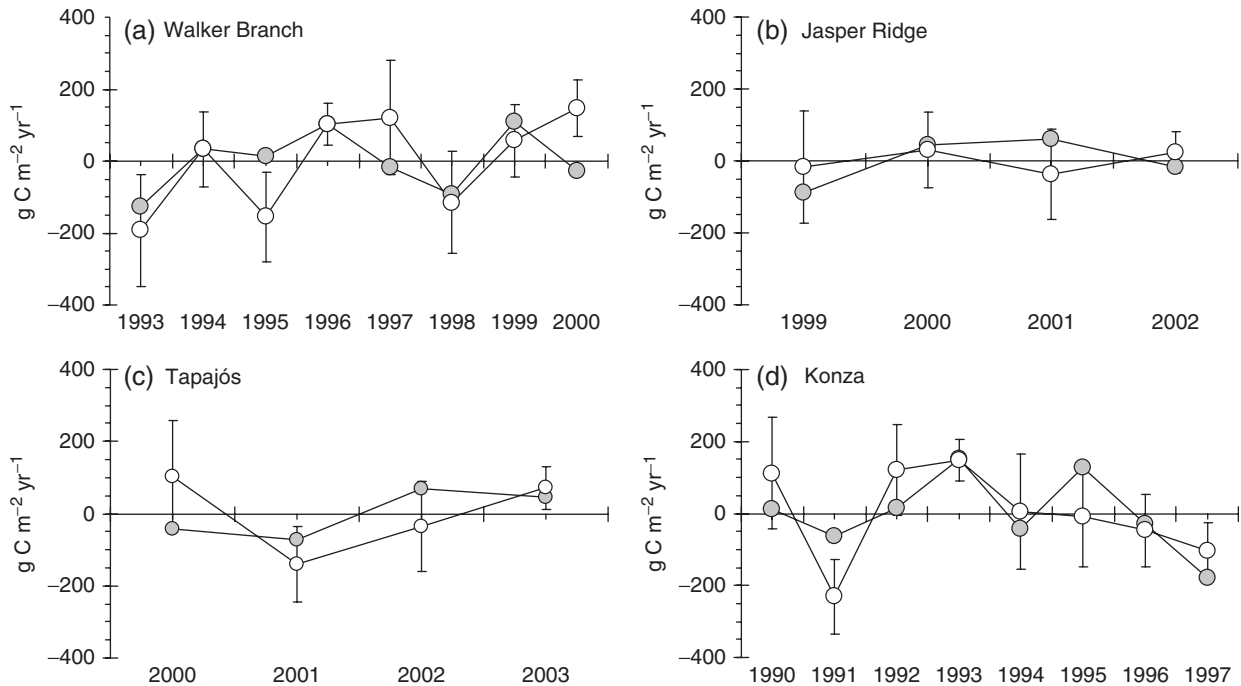 (a) Walker Branch
g C m⁻² yr⁻¹
400
200
0
−200
−400
1993 1994 1995 1996 1997 1998 1999 2000
(b) Jasper Ridge
g C m⁻² yr⁻¹
400
200
0
−200
−400
1999 2000 2001 2002
(c) Tapajós
g C m⁻² yr⁻¹
400
200
0
−200
−400
2000 2001 2002 2003
(d) Konza
g C m⁻² yr⁻¹
400
200
0
−200
−400
1990 1991 1992 1993 1994 1995 1996 1997